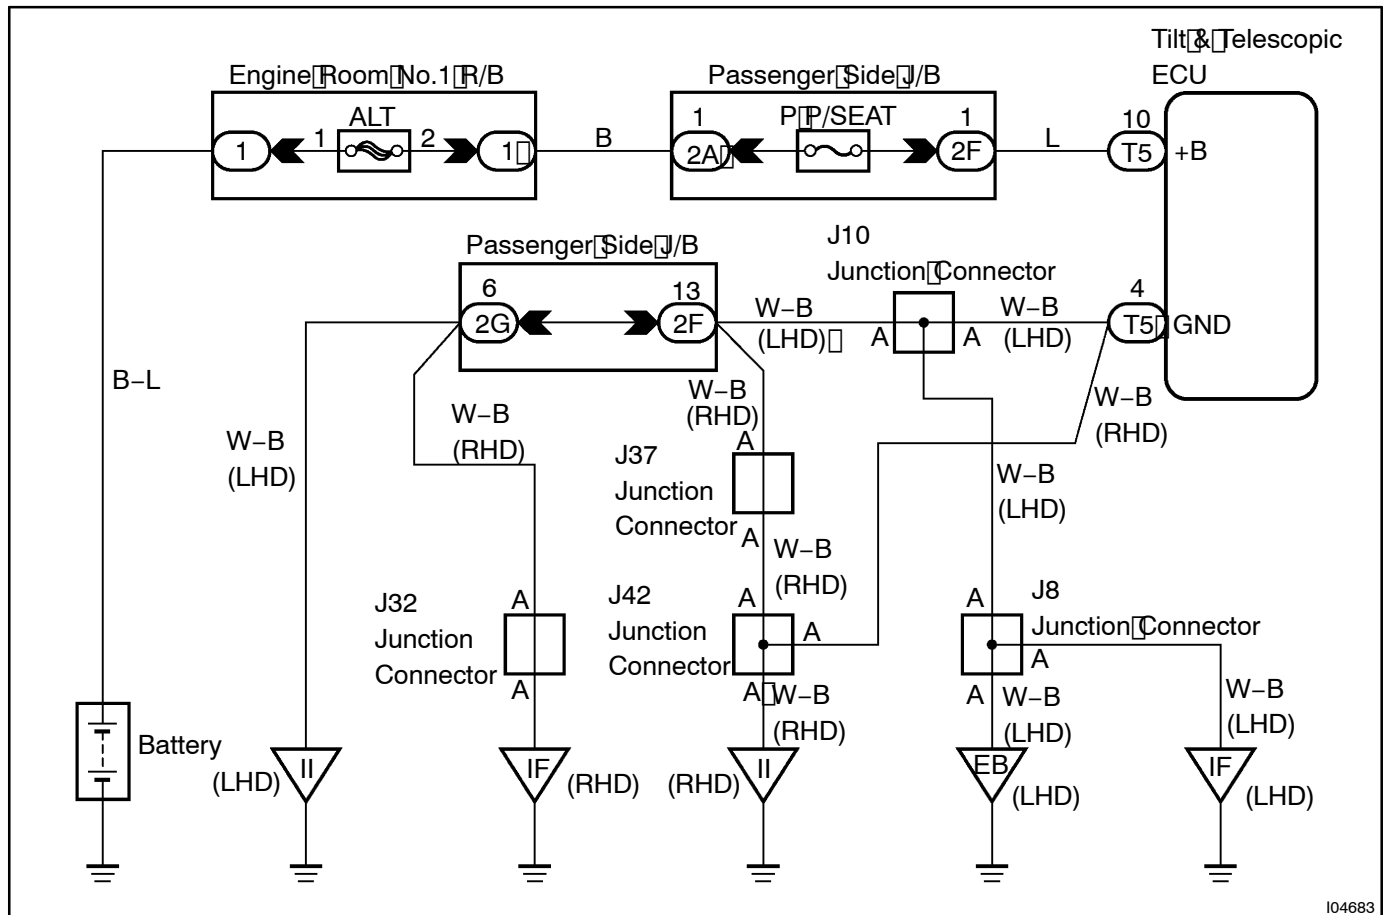 Tilt & Telescopic
ECU
Engine Room No.1 R/B
Passenger Side J/B
ALT
P P/SEAT
1
1
2
1
B
1
2A
1
2F
L
10
T5
+B
Passenger Side J/B
J10
Junction Connector
6
2G
13
2F
W–B
(LHD)
A
A
W–B
(LHD)
4
T5
GND
B–L
W–B
(LHD)
W–B
(RHD)
W–B
(RHD)
A
W–B
(RHD)
J37
Junction
Connector
A
W–B
(LHD)
W–B
(RHD)
J32
Junction
Connector
A
A
J42
Junction
Connector
A
A
A
W–B
(RHD)
A
J8
Junction Connector
A
A
W–B
(LHD)
W–B
(LHD)
Battery
(LHD)
II
IF
(RHD)
(RHD)
II
EB
(LHD)
IF
(LHD)
I04683